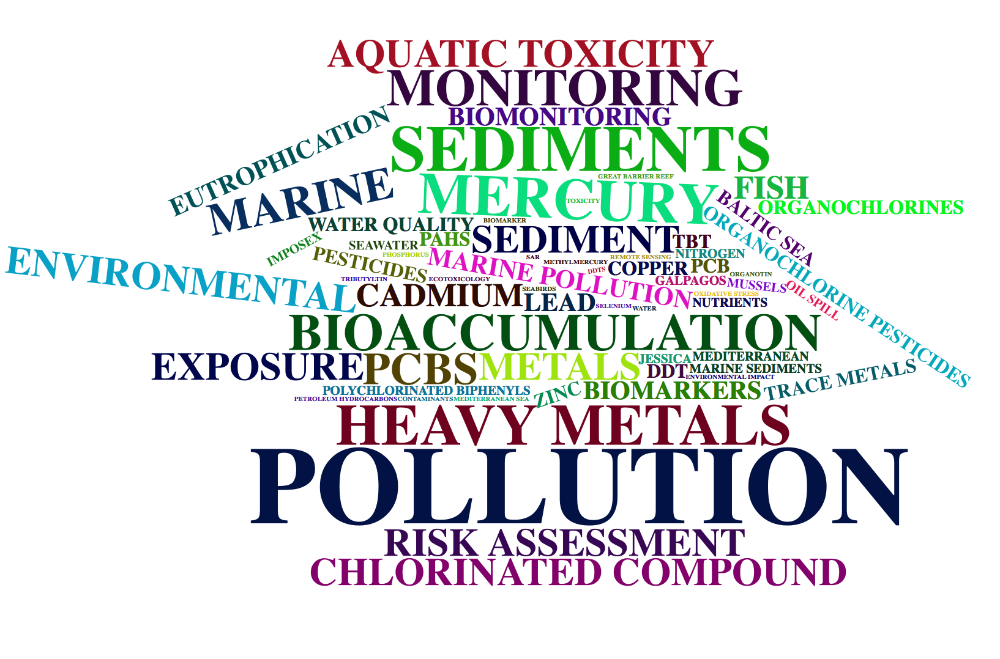 AQUATIC TOXICITY
MONITORING
BIOMONITORING
EUTROPHICATION
SEDIMENTS
MARINE
MERCURY
GREAT BARRIER REEF
FISH
TOXICITY
BALTIC SEA
ORGANOCHLORINES
ORGANOCHLORINE PESTICIDES
WATER QUALITY
BIOMARKER
SEDIMENT
IMPOSEX
SEAWATER
PAHS
TBT
ENVIRONMENTAL
PESTICIDES
PHOSPHORUS
MARINE POLLUTION
SAR
METHYLMERCURY
REMOTE SENSING
NITROGEN
DDTS
COPPER
PCB
ORGANOTIN
TRIBUTYLTIN
ECOTOXICOLOGY
GALPAGOS
MUSSELS
OIL SPILL
CADMIUM
SEABIRDS
LEAD
SELENIUM
WATER
OXIDATIVE STRESS
NUTRIENTS
BIOACCUMULATION
EXPOSURE
PCBS
METALS
JESSICA
MEDITERRANEAN
DDT
MARINE SEDIMENTS
ENVIRONMENTAL IMPACT
TRACE METALS
POLYCHLORINATED BIPHENYLS
ZINC
BIOMARKERS
PETROLEUM HYDROCARBONS
CONTAMINANTS
MEDITERRANEAN SEA
HEAVY METALS
POLLUTION
RISK ASSESSMENT
CHLORINATED COMPOUND